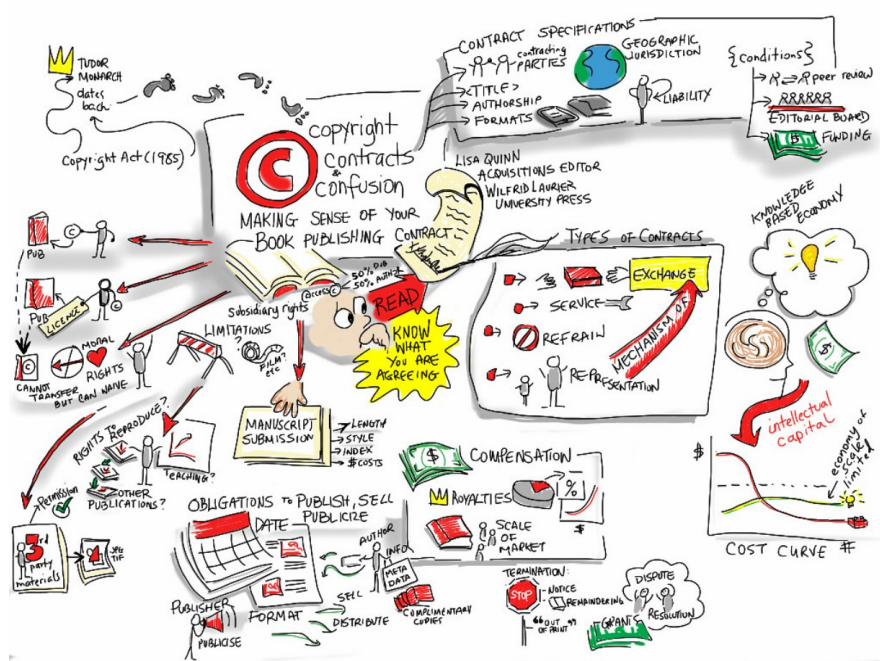 TUDOR
MONARCH
dates
back
Copyright Act (1985)
©
copyright
contracts
&
confusion
MAKING SENSE OF YOUR
BOOK PUBLISHING CONTRACT
LISA QUINN
ACQUISITIONS EDITOR
WILFRID LAURIER
UNIVERSITY PRESS
CONTRACT SPECIFICATIONS
contracting
PARTIES
<TITLE>
AUTHORSHIP
FORMATS
GEOGRAPHIC
JURISDICTION
LIABILITY
{conditions}
peer review
EDITORIAL BOARD
$
FUNDING
©
PUB
PUB
LICENCE
©
©
MORAL
RIGHTS
CANNOT
TRANSFER
BUT CAN WAIVE
Subsidiary rights
@ccess©
50% PUB
50% AUTH
LIMITATIONS
?
FILM?
etc
READ
KNOW
WHAT
YOU ARE
AGREEING
TYPES OF CONTRACTS
EXCHANGE
SERVICE
REFRAIN
REPRESENTATION
MECHANISM OF
KNOWLEDGE
BASED
ECONOMY
$
intellectual
capital
$
economy of
scale
limited
COST CURVE #
MANUSCRIPT
SUBMISSION
LENGTH
STYLE
INDEX
$COSTS
RIGHTS TO
REPRODUCE?
TEACHING?
OTHER
PUBLICATIONS?
Permission
3rd
party
materials
JPG
TIF
OBLIGATIONS to PUBLISH, SELL
PUBLICIZE
DATE
FORMAT
PUBLISHER
PUBLICISE
SELL
DISTRIBUTE
AUTHOR
INFO
META
DATA
COMPLIMENTARY
COPIES
COMPENSATION
$
ROYALTIES
%
$
SCALE
OF
MARKET
TERMINATION:
STOP
NOTICE
REMAINDERING
"OUT
OF PRINT"
DISPUTE
RESOLUTION
GRANTS